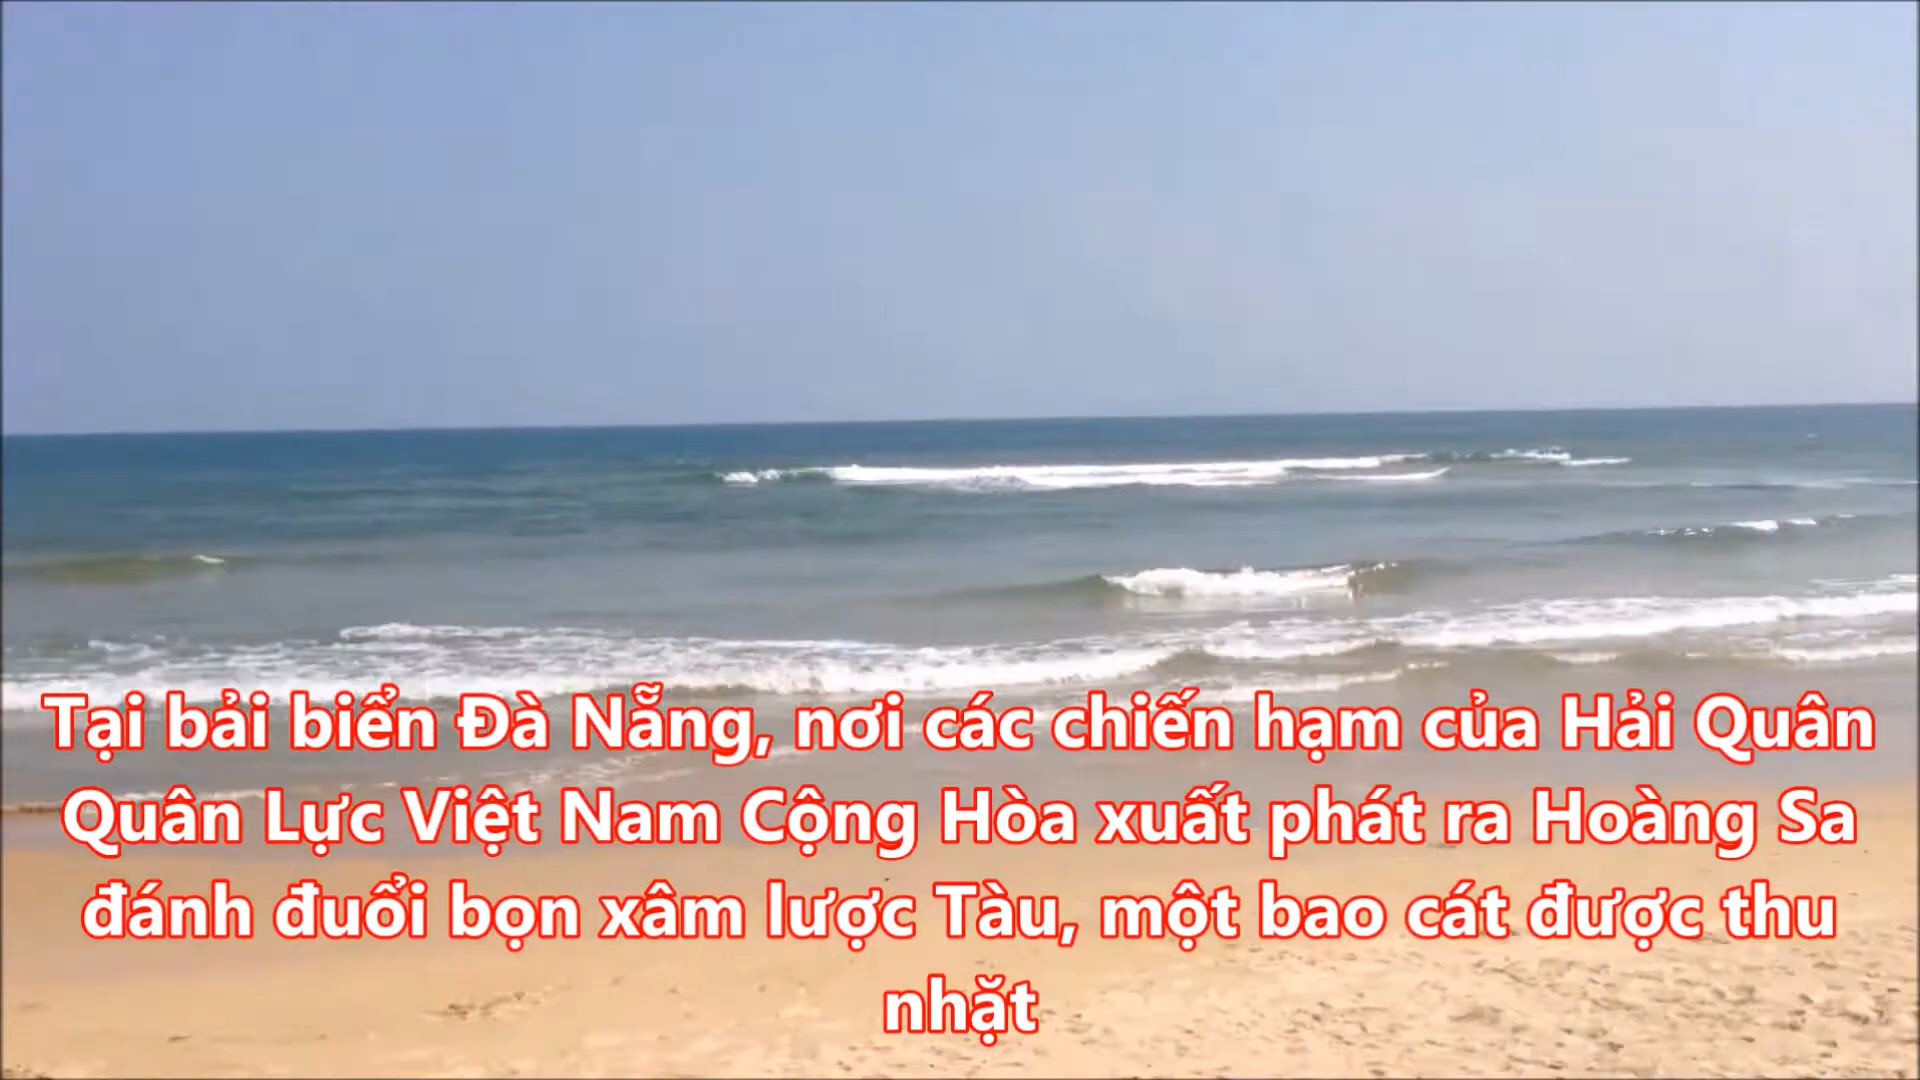 Tại bải biển Đà Nẵng, nơi các chiến hạm của Hải Quân
Quân Lực Việt Nam Cộng Hòa xuất phát ra Hoàng Sa
đánh đuổi bọn xâm lược Tàu, một bao cát được thu
nhặt